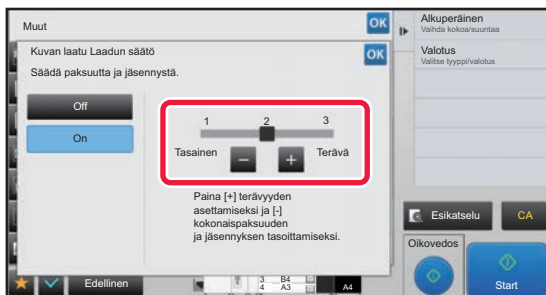 Muut
OK
Kuvan laatu Laadun säätö
OK
Säädä paksuutta ja jäsennystä.
Off
On
1 2 3
Tasainen - + Terävä
Paina [+] terävyyden
asettamiseksi ja [-]
kokonaispaksuuden
ja jäsennyksen tasoittamiseksi.
Edellinen
3 B4
4 A3
A4
Alkuperäinen
Vaihda kokoa/suuntaa
Valotus
Valitse tyyppi/valotus
Esikatselu
CA
Oikovedos
Start